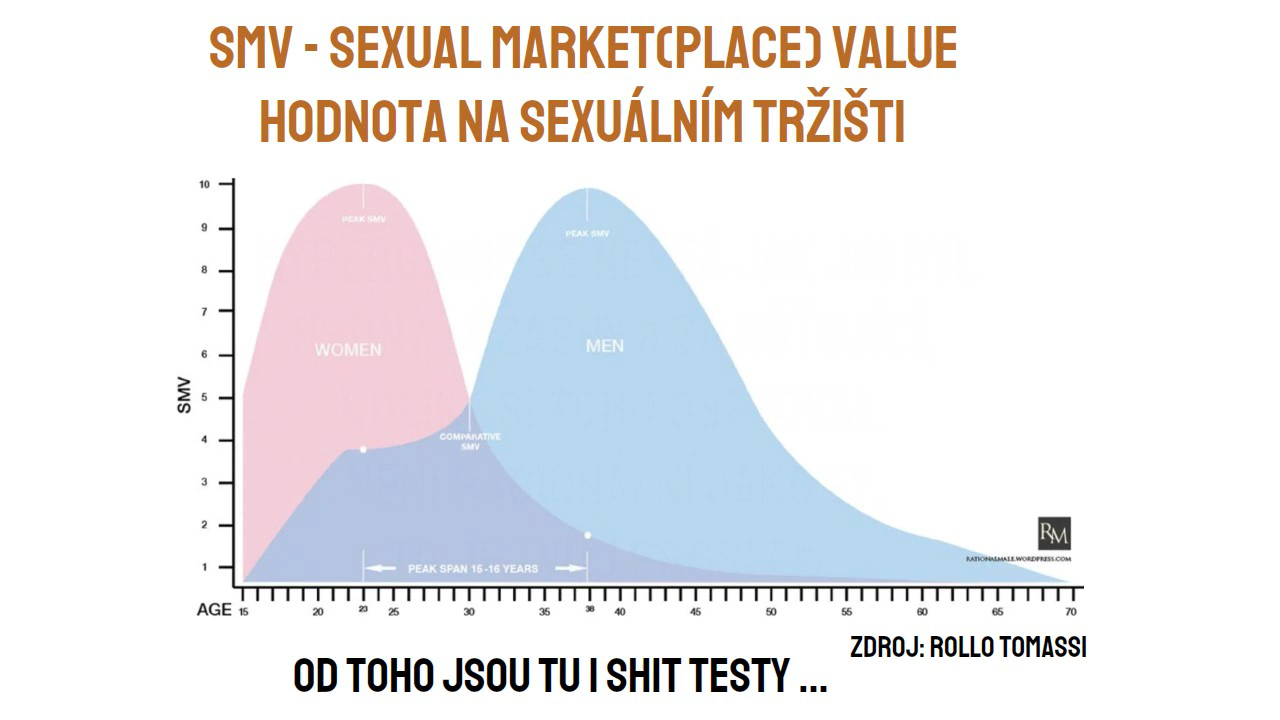 SMV - SEXUAL MARKET(PLACE) VALUE
HODNOTA NA SEXUÁLNÍM TRŽIŠTI
10
9
8
7
6
5
4
3
2
1
SMV
PEAK SMV
PEAK SMV
WOMEN
MEN
COMPARATIVE
SMV
RM
RATIONALMALE.WORDPRESS.COM
PEAK SPAN 15-16 YEARS
AGE 15 20 23 25 30 35 38 40 45 50 55 60 65 70
ZDROJ: ROLLO TOMASSI
OD TOHO JSOU TU I SHIT TESTY ...